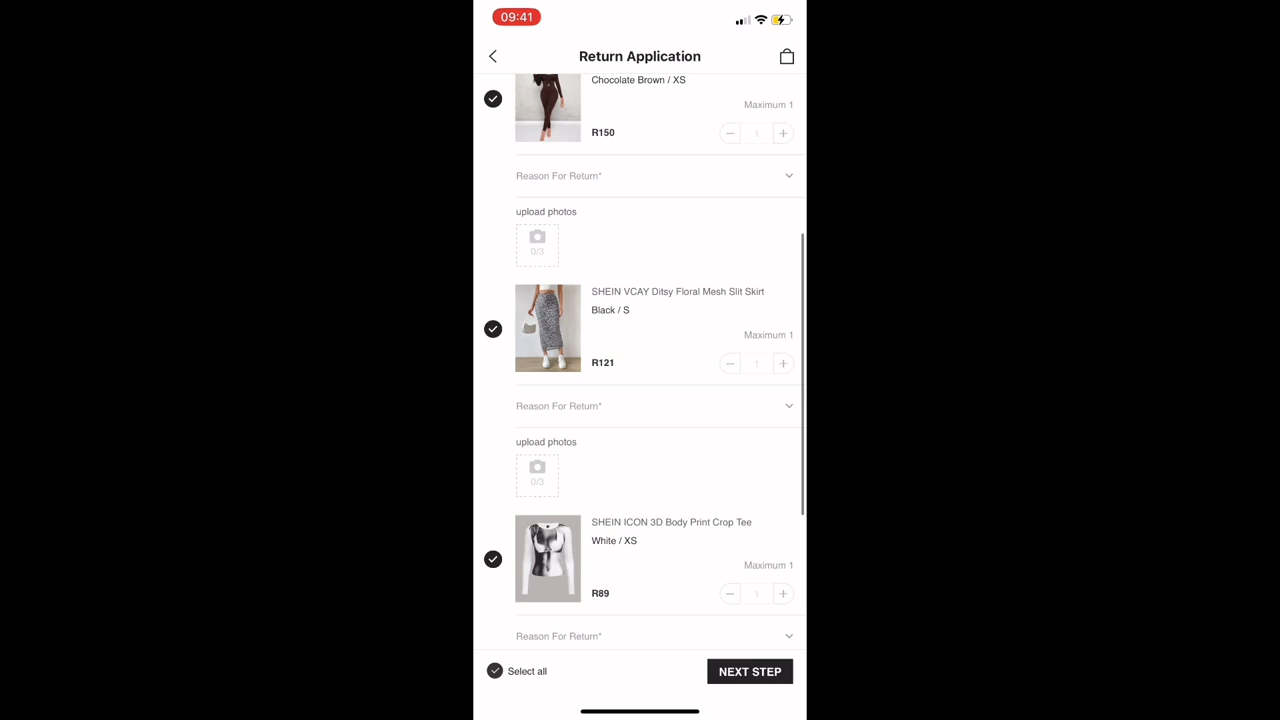 09:41
Return Application
Chocolate Brown / XS
Maximum 1
R150
1
Reason For Return*
upload photos
0/3
SHEIN VCAY Ditsy Floral Mesh Slit Skirt
Black / S
Maximum 1
R121
1
Reason For Return*
upload photos
0/3
SHEIN ICON 3D Body Print Crop Tee
White / XS
Maximum 1
R89
1
Reason For Return*
Select all
NEXT STEP